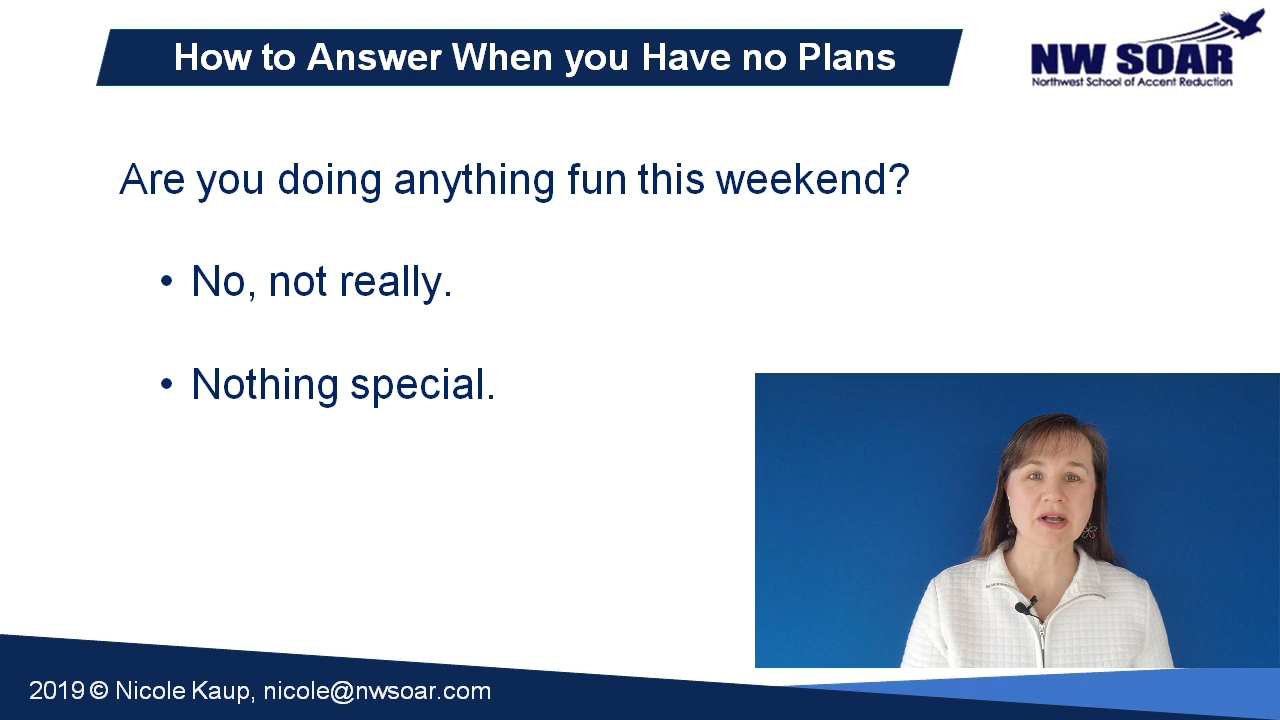 How to Answer When you Have no Plans
NW SOAR
Northwest School of Accent Reduction
Are you doing anything fun this weekend?
• No, not really.
• Nothing special.
2019 © Nicole Kaup, nicole@nwsoar.com